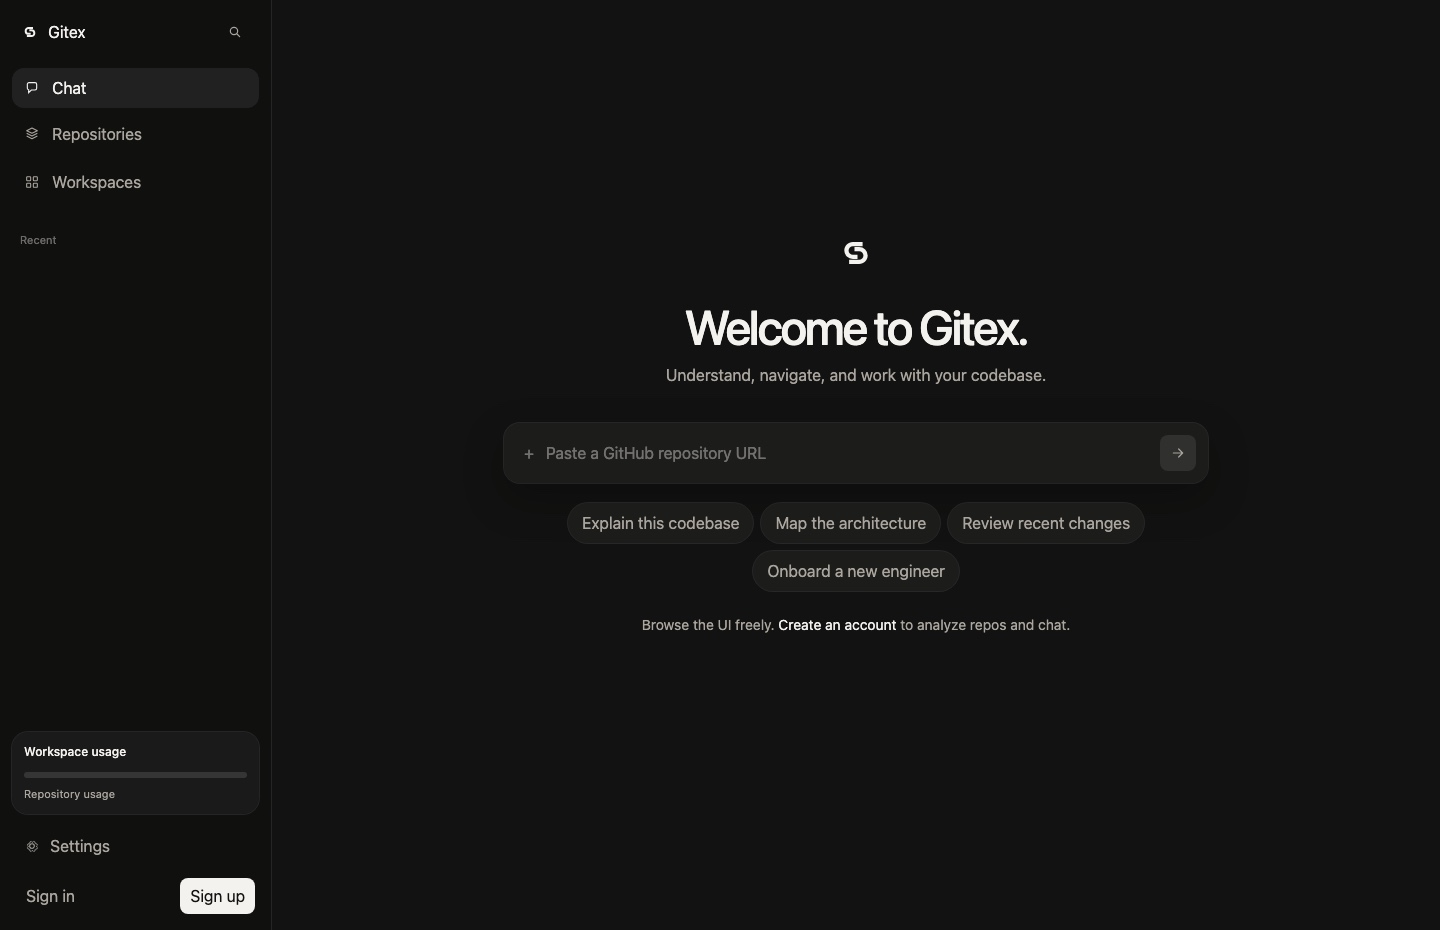 Gitex
Chat
Repositories
Workspaces
Recent
Welcome to Gitex.
Understand, navigate, and work with your codebase.
+ Paste a GitHub repository URL
Explain this codebase
Map the architecture
Review recent changes
Onboard a new engineer
Browse the UI freely. Create an account to analyze repos and chat.
Workspace usage
Repository usage
Settings
Sign in
Sign up